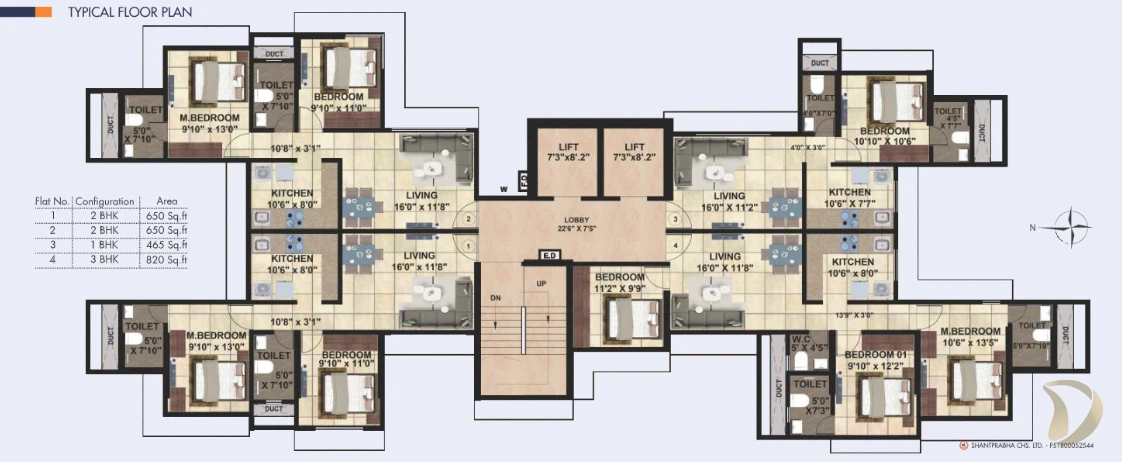 TYPICAL FLOOR PLAN
Flat No. Configuration Area
1 2 BHK 650 Sq.ft
2 2 BHK 650 Sq.ft
3 1 BHK 465 Sq.ft
4 3 BHK 820 Sq.ft
DUCT
TOILET
5'0"
X 7'10"
M.BEDROOM
9'10" x 13'0"
DUCT
TOILET
5'0"
X 7'10"
BEDROOM
9'10" x 11'0"
10'8" x 3'1"
KITCHEN
10'6" x 8'0"
LIVING
16'0" x 11'8"
2
KITCHEN
10'6" x 8'0"
LIVING
16'0" x 11'8"
1
10'8" x 3'1"
DUCT
TOILET
5'0"
X 7'10"
M.BEDROOM
9'10" x 13'0"
TOILET
5'0"
X 7'10"
DUCT
BEDROOM
9'10" x 11'0"
W
F.D
LIFT
7'3"x8'.2"
LIFT
7'3"x8'.2"
LOBBY
22'6" X 7'5"
E.D
DN
UP
BEDROOM
11'2" X 9'9"
3
LIVING
16'0" X 11'2"
4'0" X 3'0"
DUCT
TOILET
4'0"X7'0"
BEDROOM
10'10" X 10'6"
TOILET
4'5"
X 7'7"
DUCT
KITCHEN
10'6" X 7'7"
4
LIVING
16'0" X 11'8"
KITCHEN
10'6" X 8'0"
13'9" X 3'0"
W.C
5' X 4'5"
TOILET
5'0"
X 7'3"
DUCT
BEDROOM 01
9'10" x 12'2"
M.BEDROOM
10'6" x 13'5"
TOILET
5'0"X7'10"
DUCT
N
SHANTPRABHA CHS. LTD. - P51800052544